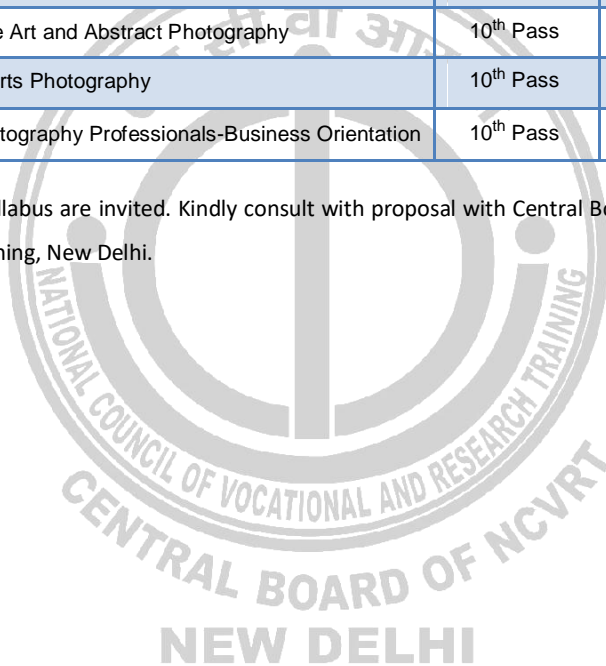 e Art and Abstract Photography 10th Pass
rts Photography 10th Pass
tography Professionals-Business Orientation 10th Pass
llabus are invited. Kindly consult with proposal with Central Bo
ning, New Delhi.
NATIONAL COUNCIL OF VOCATIONAL AND RESEARCH TRAINING
CENTRAL BOARD OF NCVRT
NEW DELHI